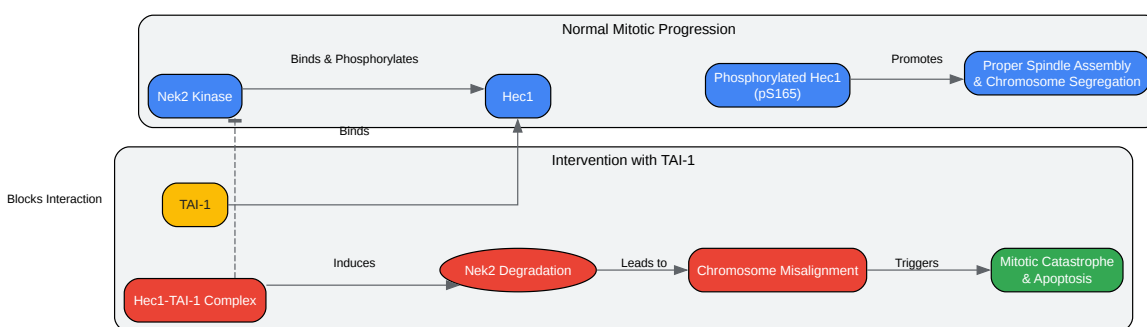 Normal Mitotic Progression
Binds & Phosphorylates
Promotes
Nek2 Kinase
Hec1
Phosphorylated Hec1
(pS165)
Proper Spindle Assembly
& Chromosome Segregation
Binds
Intervention with TAI-1
Blocks Interaction
TAI-1
Induces
Leads to
Triggers
Hec1-TAI-1 Complex
Nek2 Degradation
Chromosome Misalignment
Mitotic Catastrophe
& Apoptosis